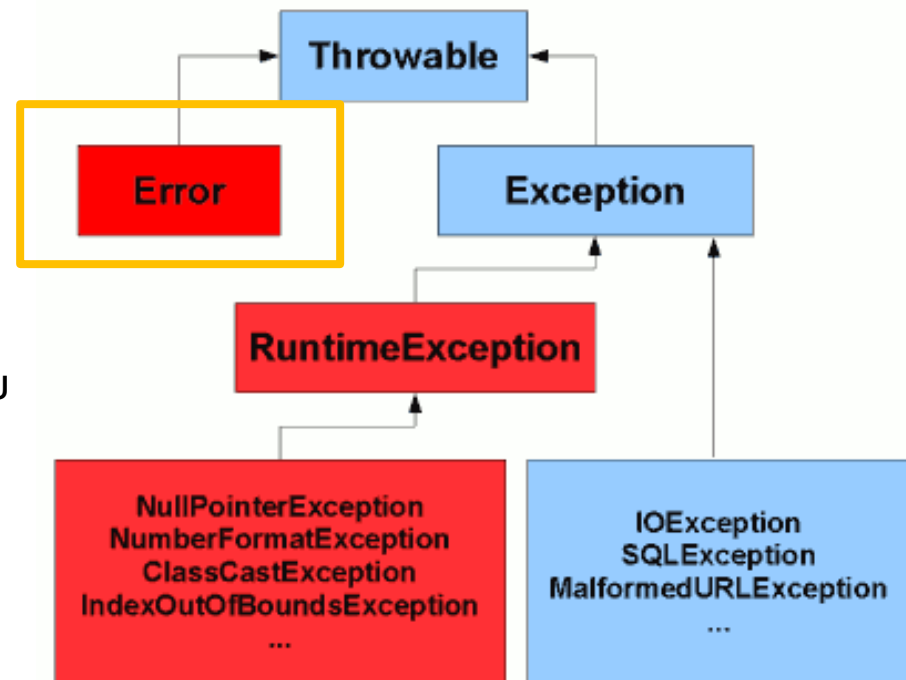 Throwable
Error
Exception
RuntimeException
NullPointerException
NumberFormatException
ClassCastException
IndexOutOfBoundsException
...
IOException
SQLException
MalformedURLException
...